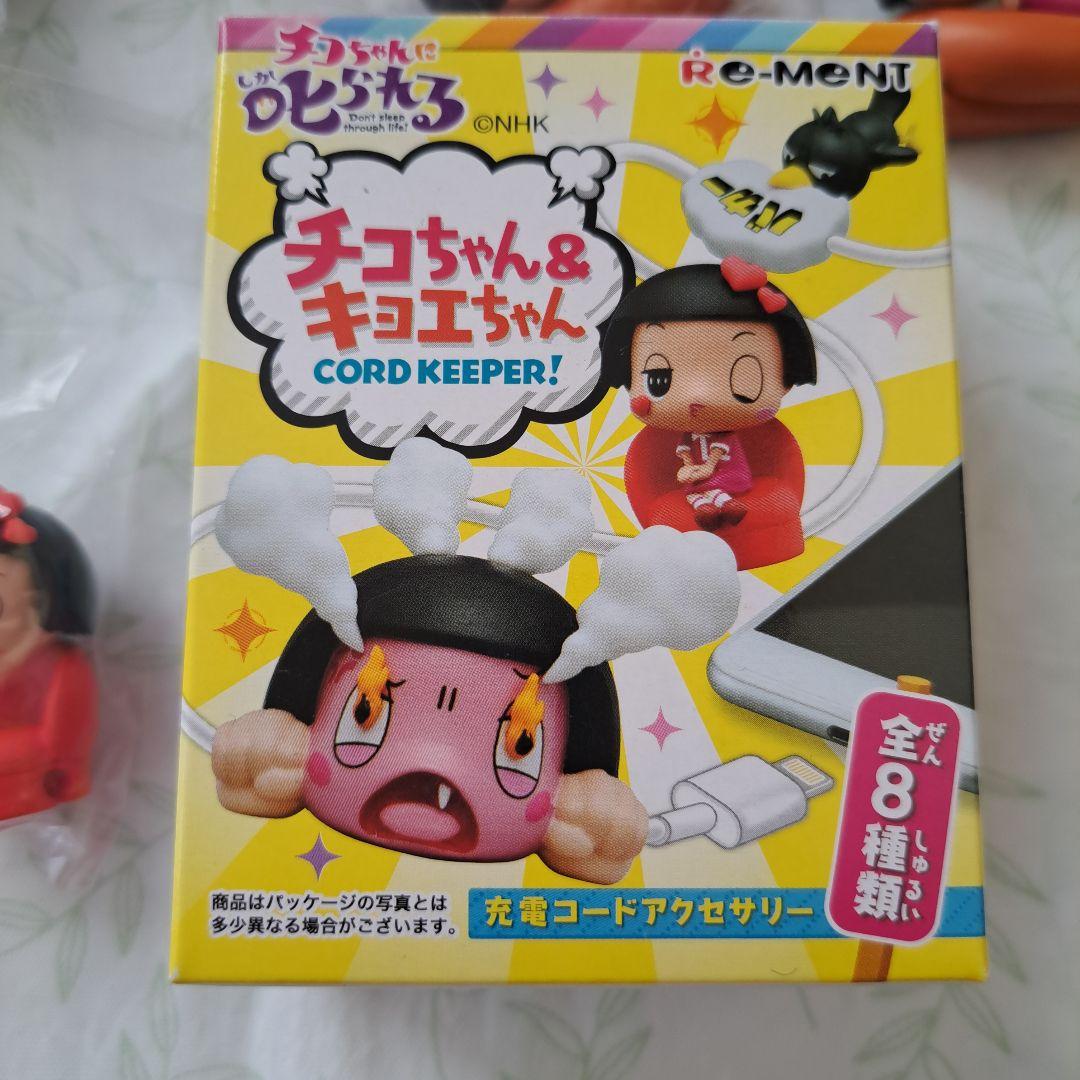 チコちゃんに
しか
叱られる
Don't sleep
through life!
©NHK
Re-MeNT
バサー
チコちゃん&
キョエちゃん
CORD KEEPER!
ぜん
全8種類
しゅるい
商品はパッケージの写真とは
多少異なる場合がございます。
充電コードアクセサリー